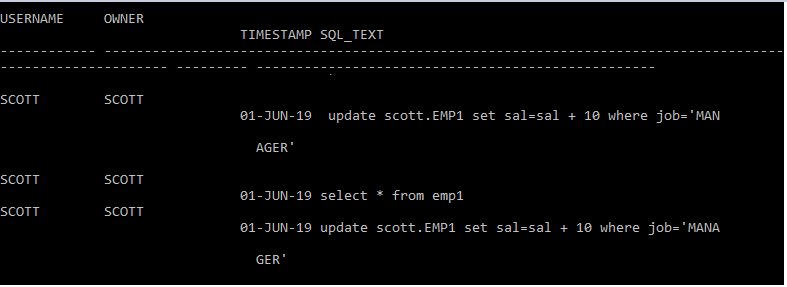 USERNAME     OWNER
TIMESTAMP SQL_TEXT
------------ -------------------------------------------------------------------------------------
--------------------- --------- --------------------------------------------------
SCOTT        SCOTT
01-JUN-19  update scott.EMP1 set sal=sal + 10 where job='MAN
AGER'
SCOTT        SCOTT
01-JUN-19 select * from emp1
SCOTT        SCOTT
01-JUN-19 update scott.EMP1 set sal=sal + 10 where job='MANA
GER'